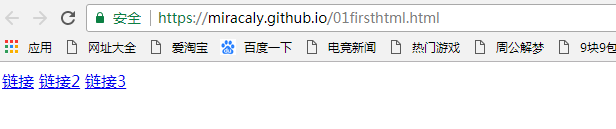 安全 https://miracaly.github.io/01firsthtml.html
应用 网址大全 爱淘宝 百度一下 电竞新闻 热门游戏 周公解梦 9块9包
链接 链接2 链接3